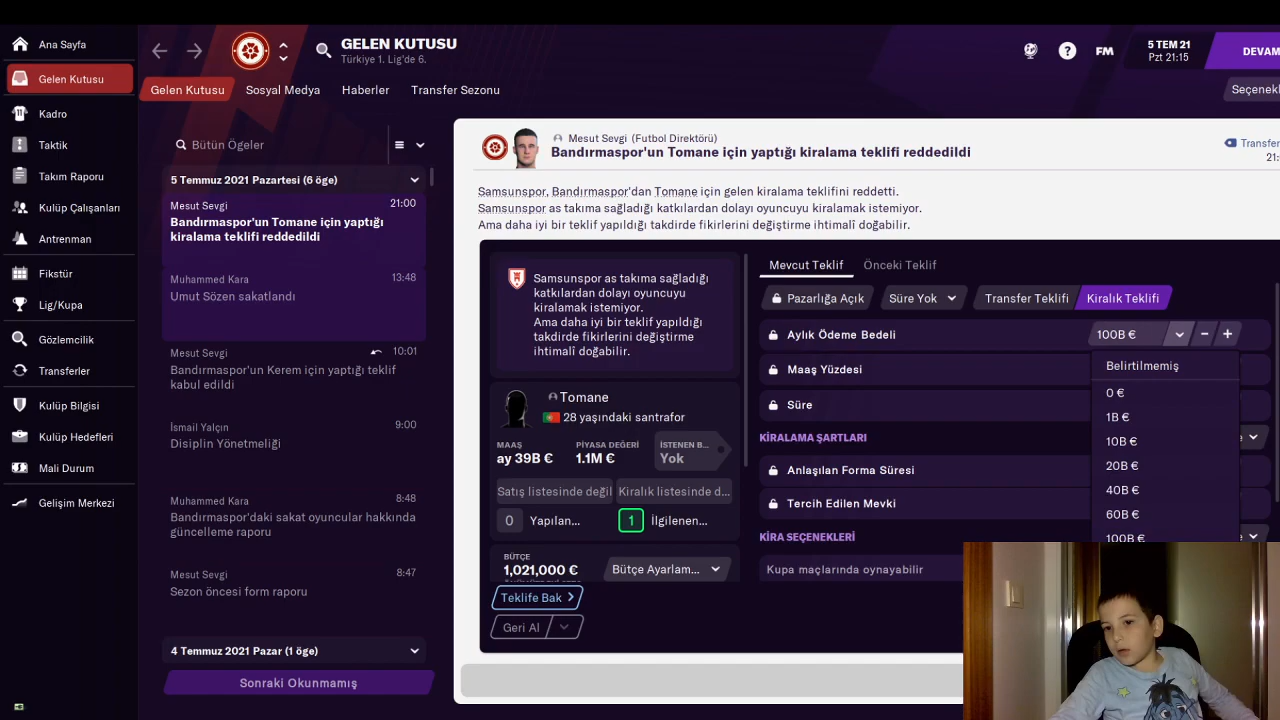 Ana Sayfa
Gelen Kutusu
Kadro
Taktik
Takım Raporu
Kulüp Çalışanları
Antrenman
Fikstür
Lig/Kupa
Gözlemcilik
Transferler
Kulüp Bilgisi
Kulüp Hedefleri
Mali Durum
Gelişim Merkezi
GELEN KUTUSU
Türkiye 1. Lig'de 6.
FM
5 TEM 21
Pzt 21:15
DEVAM
Gelen Kutusu
Sosyal Medya
Haberler
Transfer Sezonu
Seçenekl
Bütün Ögeler
5 Temmuz 2021 Pazartesi (6 öge)
Mesut Sevgi 21:00
Bandırmaspor'un Tomane için yaptığı
kiralama teklifi reddedildi
Muhammed Kara 13:48
Umut Sözen sakatlandı
Mesut Sevgi 10:01
Bandırmaspor'un Kerem için yaptığı teklif
kabul edildi
İsmail Yalçın 9:00
Disiplin Yönetmeliği
Muhammed Kara 8:48
Bandırmaspor'daki sakat oyuncular hakkında
güncelleme raporu
Mesut Sevgi 8:47
Sezon öncesi form raporu
4 Temmuz 2021 Pazar (1 öge)
Sonraki Okunmamış
Mesut Sevgi (Futbol Direktörü)
Bandırmaspor'un Tomane için yaptığı kiralama teklifi reddedildi
Transfer
21:
Samsunspor, Bandırmaspor'dan Tomane için gelen kiralama teklifini reddetti.
Samsunspor as takıma sağladığı katkılardan dolayı oyuncuyu kiralamak istemiyor.
Ama daha iyi bir teklif yapıldığı takdirde fikirlerini değiştirme ihtimalî doğabilir.
Samsunspor as takıma sağladığı
katkılardan dolayı oyuncuyu
kiralamak istemiyor.
Ama daha iyi bir teklif yapıldığı
takdirde fikirlerini değiştirme
ihtimalî doğabilir.
Tomane
28 yaşındaki santrafor
MAAŞ PİYASA DEĞERİ İSTENEN B...
ay 39B € 1.1M € Yok
Satış listesinde değil Kiralık listesinde d...
0 Yapılan... 1 İlgilenen...
BÜTÇE
1,021,000 € Bütçe Ayarlam...
Teklife Bak
Geri Al
Mevcut Teklif Önceki Teklif
Pazarlığa Açık Süre Yok Transfer Teklifi Kiralık Teklifi
Aylık Ödeme Bedeli 100B € − +
Maaş Yüzdesi
Süre
KİRALAMA ŞARTLARI
Anlaşılan Forma Süresi
Tercih Edilen Mevki
KİRA SEÇENEKLERİ
Kupa maçlarında oynayabilir
Belirtilmemiş
0 €
1B €
10B €
20B €
40B €
60B €
100B €